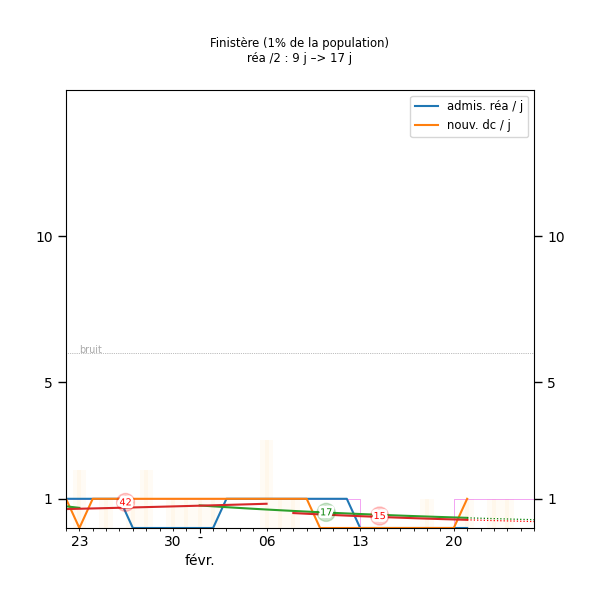 Finistère (1% de la population)
réa /2 : 9 j –> 17 j
admis. réa / j
nouv. dc / j
10
10
bruit
5
5
1
1
42
17
15
23
30
-
06
13
20
févr.